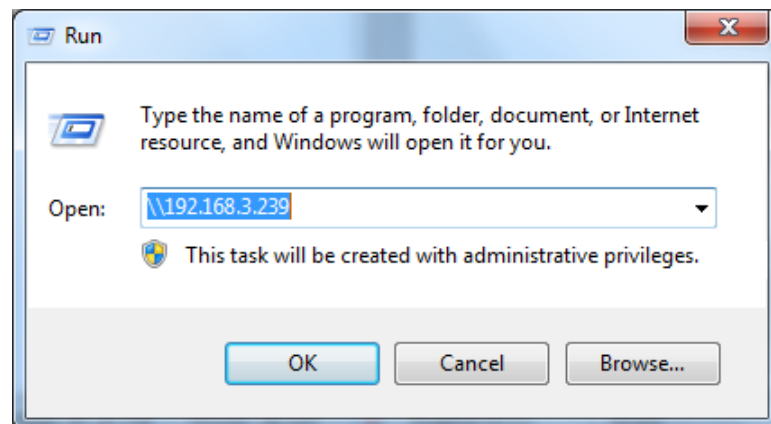 Run
Type the name of a program, folder, document, or Internet
resource, and Windows will open it for you.
Open: \\192.168.3.239
This task will be created with administrative privileges.
OK Cancel Browse...